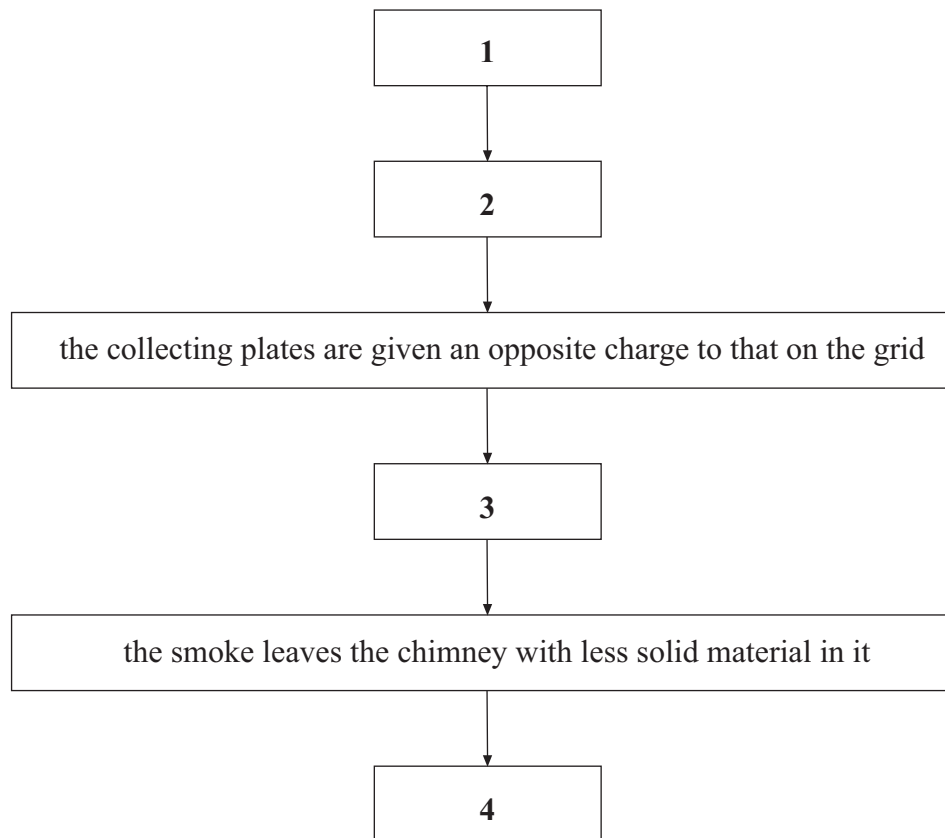 1
2
the collecting plates are given an opposite charge to that on the grid
3
the smoke leaves the chimney with less solid material in it
4